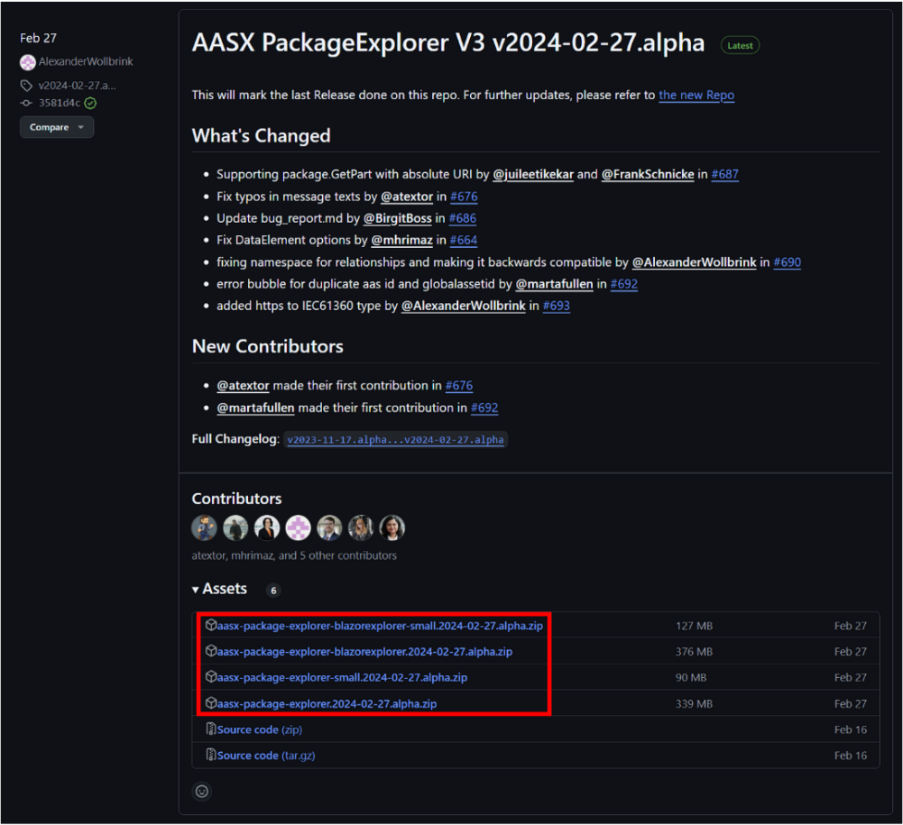 Feb 27
AlexanderWollbrink
v2024-02-27.a...
3581d4c
Compare
AASX PackageExplorer V3 v2024-02-27.alpha Latest
This will mark the last Release done on this repo. For further updates, please refer to the new Repo
What's Changed
Supporting package.GetPart with absolute URI by @juileetikekar and @FrankSchnicke in #687
Fix typos in message texts by @atextor in #676
Update bug_report.md by @BirgitBoss in #686
Fix DataElement options by @mhrimaz in #664
fixing namespace for relationships and making it backwards compatible by @AlexanderWollbrink in #690
error bubble for duplicate aas id and globalassetid by @martafullen in #692
added https to IEC61360 type by @AlexanderWollbrink in #693
New Contributors
@atextor made their first contribution in #676
@martafullen made their first contribution in #692
Full Changelog: v2023-11-17.alpha...v2024-02-27.alpha
Contributors
atextor, mhrimaz, and 5 other contributors
Assets 6
aasx-package-explorer-blazorexplorer-small.2024-02-27.alpha.zip 127 MB Feb 27
aasx-package-explorer-blazorexplorer.2024-02-27.alpha.zip 376 MB Feb 27
aasx-package-explorer-small.2024-02-27.alpha.zip 90 MB Feb 27
aasx-package-explorer.2024-02-27.alpha.zip 339 MB Feb 27
Source code (zip) Feb 16
Source code (tar.gz) Feb 16